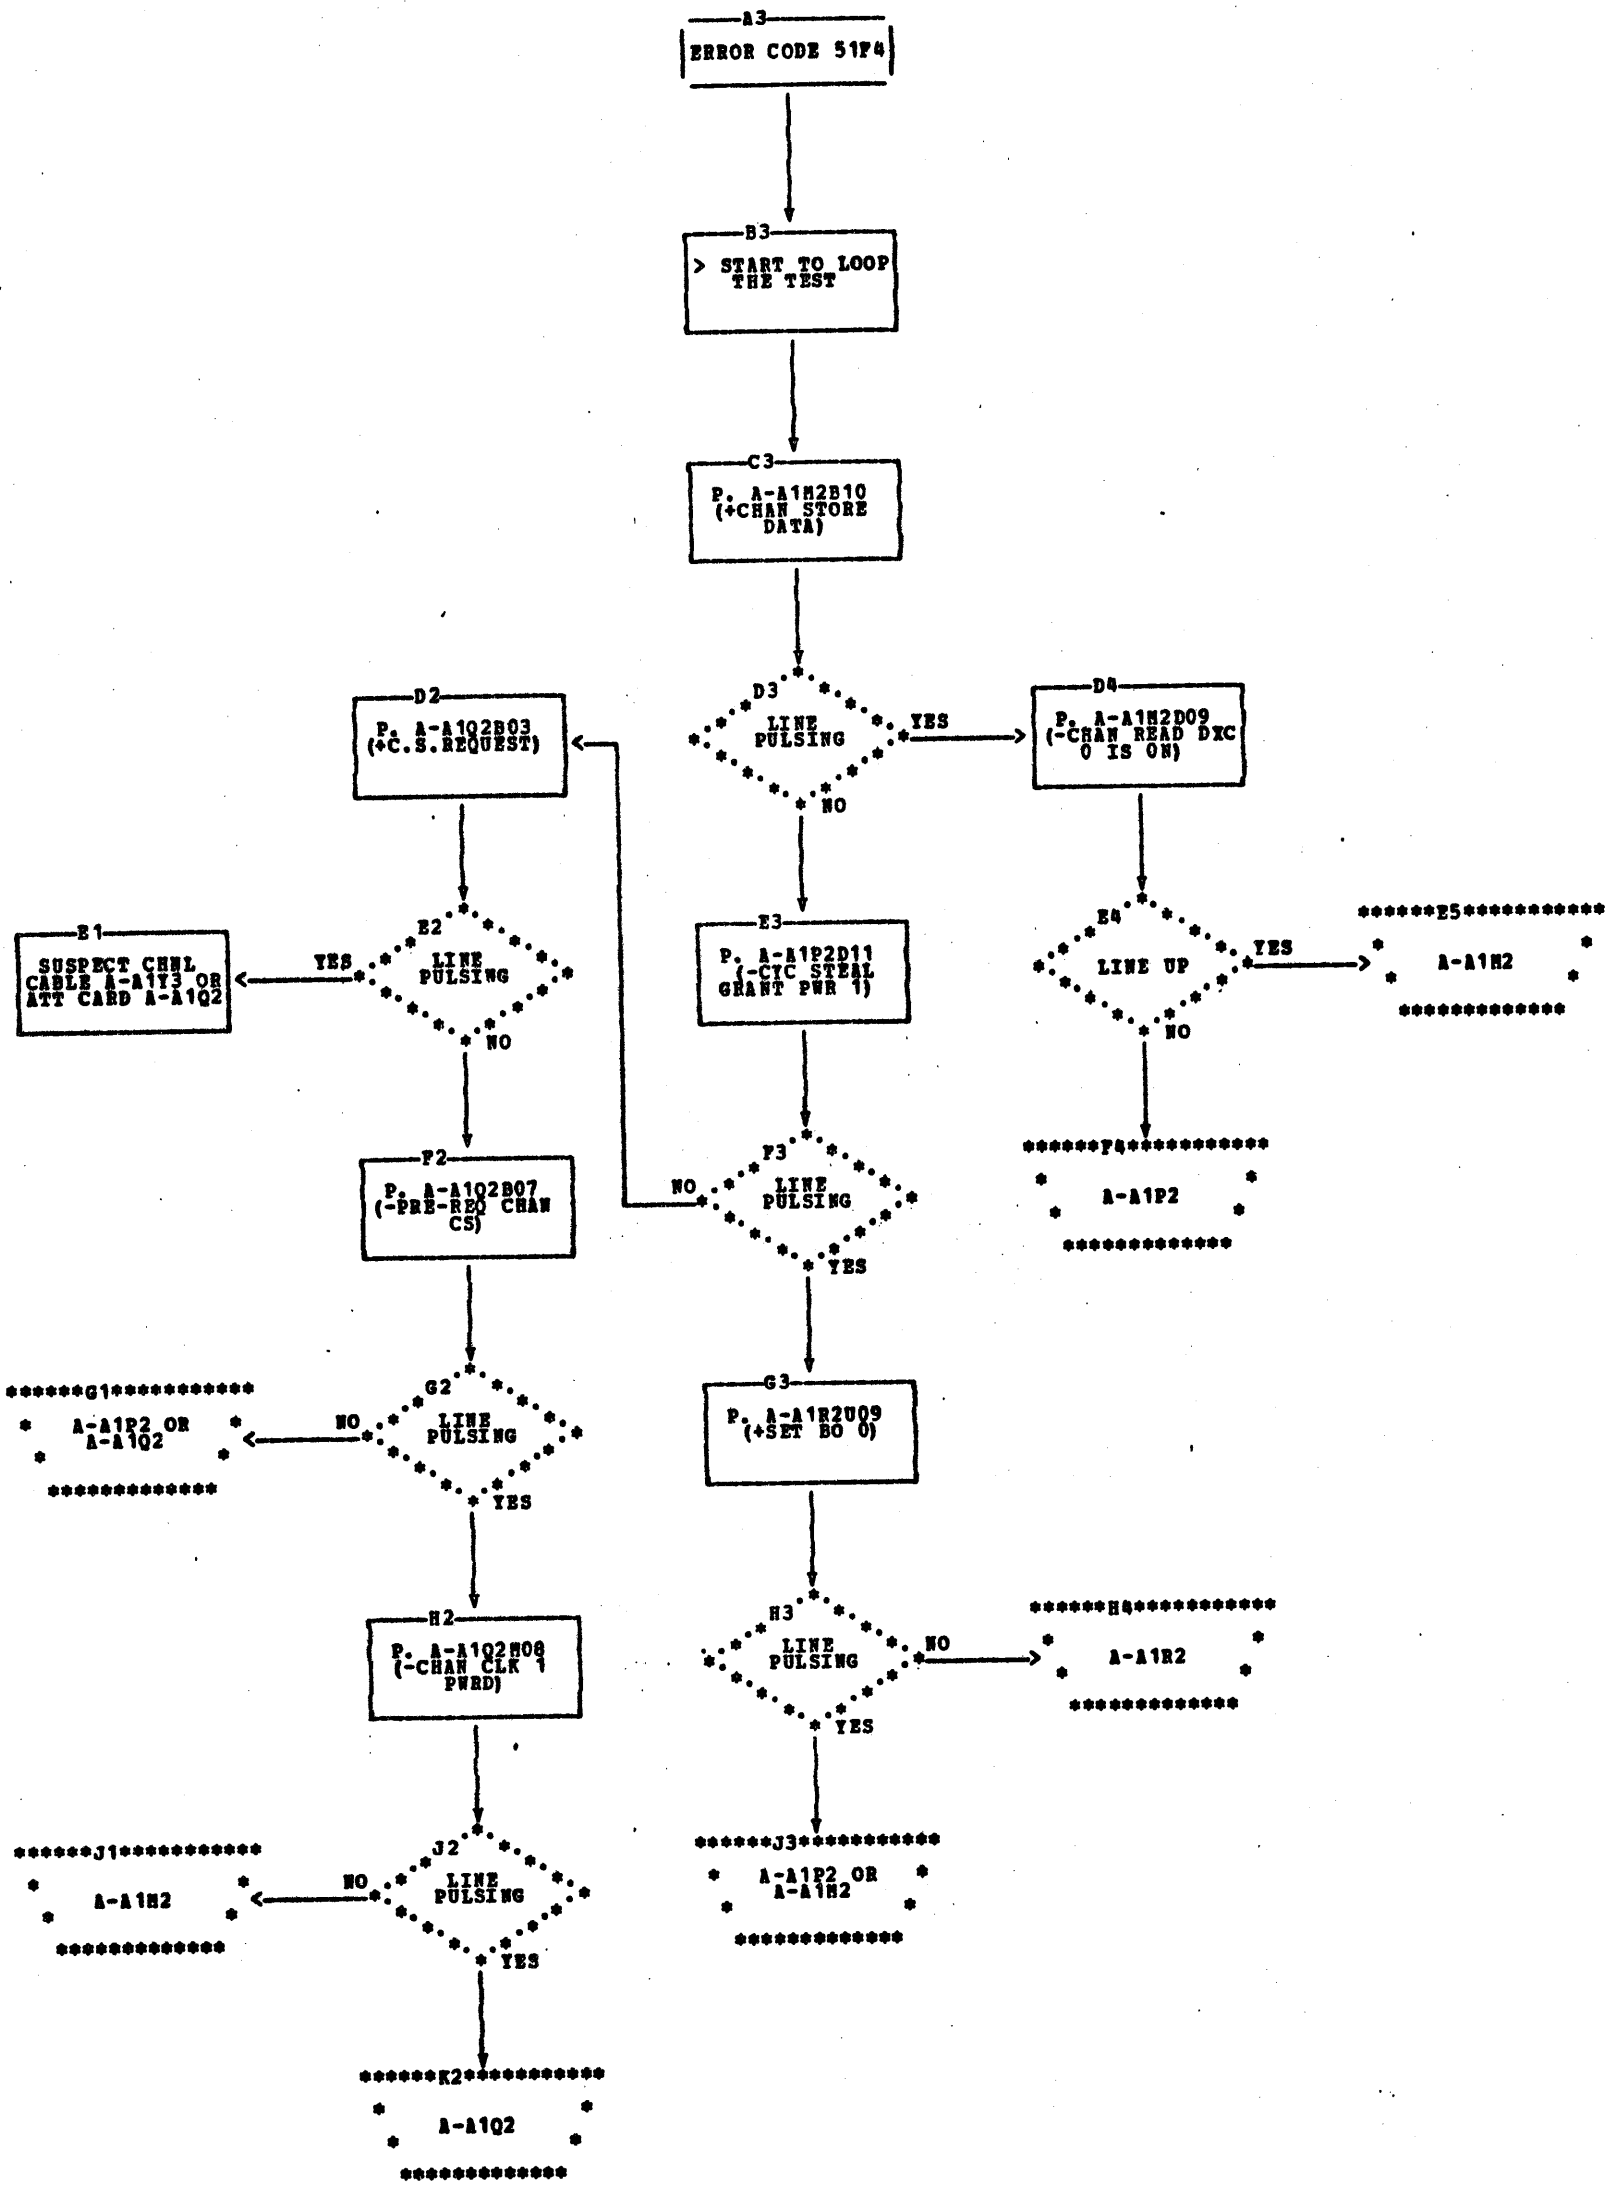 A3
ERROR CODE 51F4
B3
> START TO LOOP
THE TEST
C3
P. A-A1M2B10
(+CHAN STORE
DATA)
D3
LINE
PULSING
YES
NO
D4
P. A-A1M2D09
(-CHAN READ DXC
0 IS ON)
D2
P. A-A1Q2B03
(+C.S.REQUEST)
E1
SUSPECT CHNL
CABLE A-A1Y3 OR
ATT CARD A-A1Q2
E2
LINE
PULSING
YES
NO
E3
P. A-A1P2D11
(-CYC STEAL
GRANT PWR 1)
E4
LINE UP
YES
NO
E5
A-A1M2
F2
P. A-A1Q2B07
(-PRE-REQ CHAN
CS)
F3
LINE
PULSING
NO
YES
F4
A-A1P2
G1
A-A1P2 OR
A-A1Q2
G2
LINE
PULSING
NO
YES
G3
P. A-A1R2U09
(+SET BO 0)
H2
P. A-A1Q2M08
(-CHAN CLK 1
PWRD)
H3
LINE
PULSING
NO
YES
H4
A-A1R2
J1
A-A1M2
J2
LINE
PULSING
NO
YES
J3
A-A1P2 OR
A-A1M2
K2
A-A1Q2